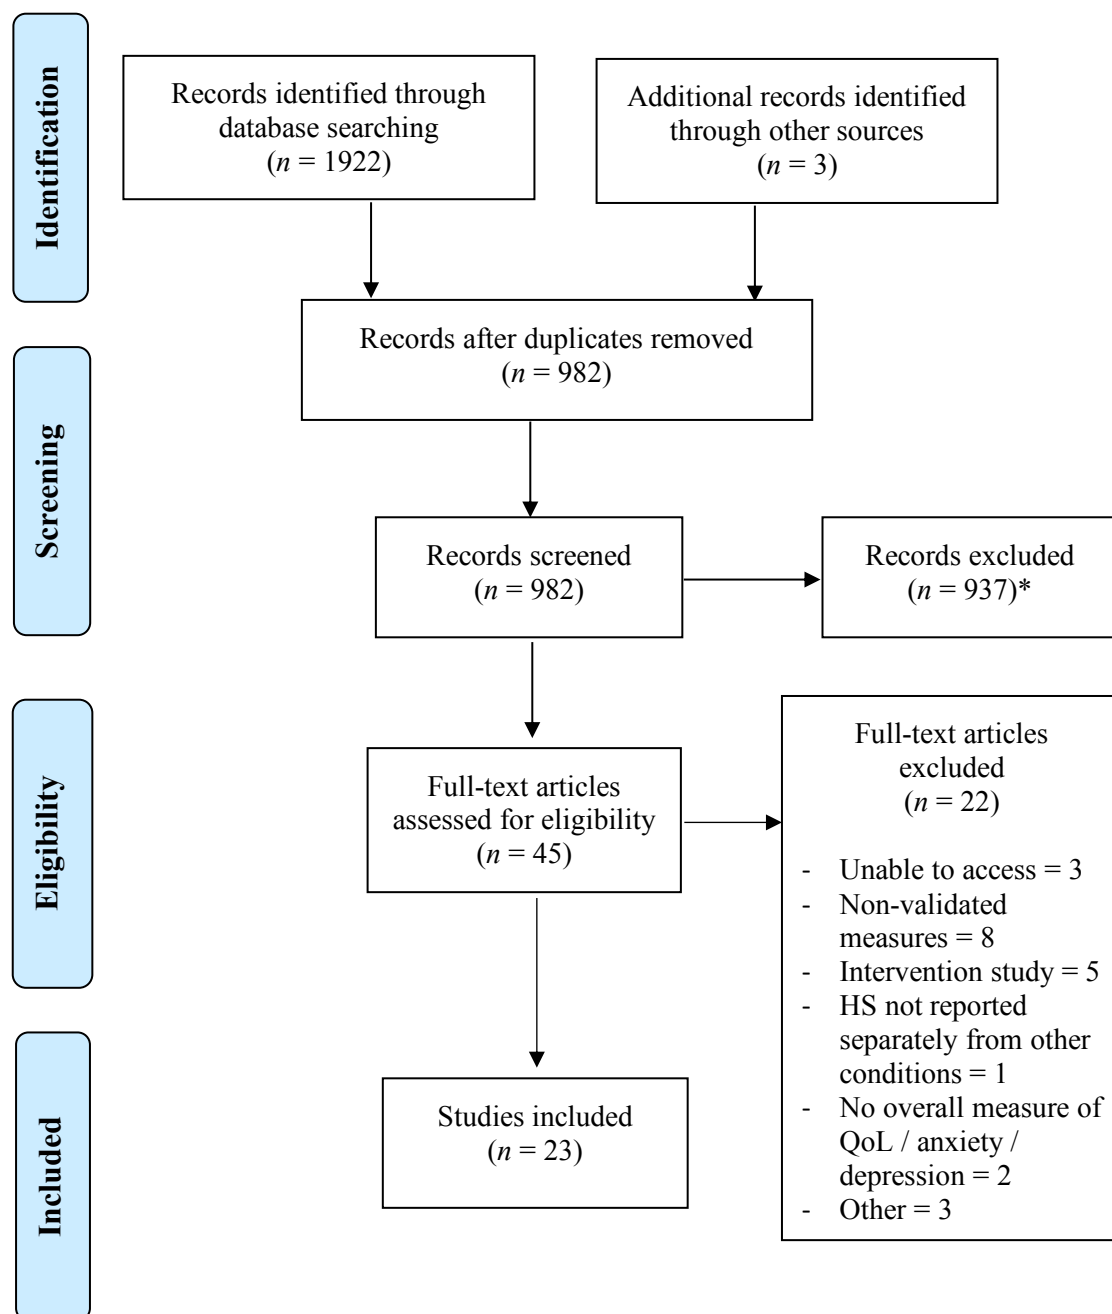 Identification
Records identified through
database searching
(n = 1922)
Additional records identified
through other sources
(n = 3)
Records after duplicates removed
(n = 982)
Screening
Records screened
(n = 982)
Records excluded
(n = 937)*
Eligibility
Full-text articles
assessed for eligibility
(n = 45)
Full-text articles
excluded
(n = 22)
- Unable to access = 3
- Non-validated
measures = 8
- Intervention study = 5
- HS not reported
separately from other
conditions = 1
- No overall measure of
QoL / anxiety /
depression = 2
- Other = 3
Included
Studies included
(n = 23)